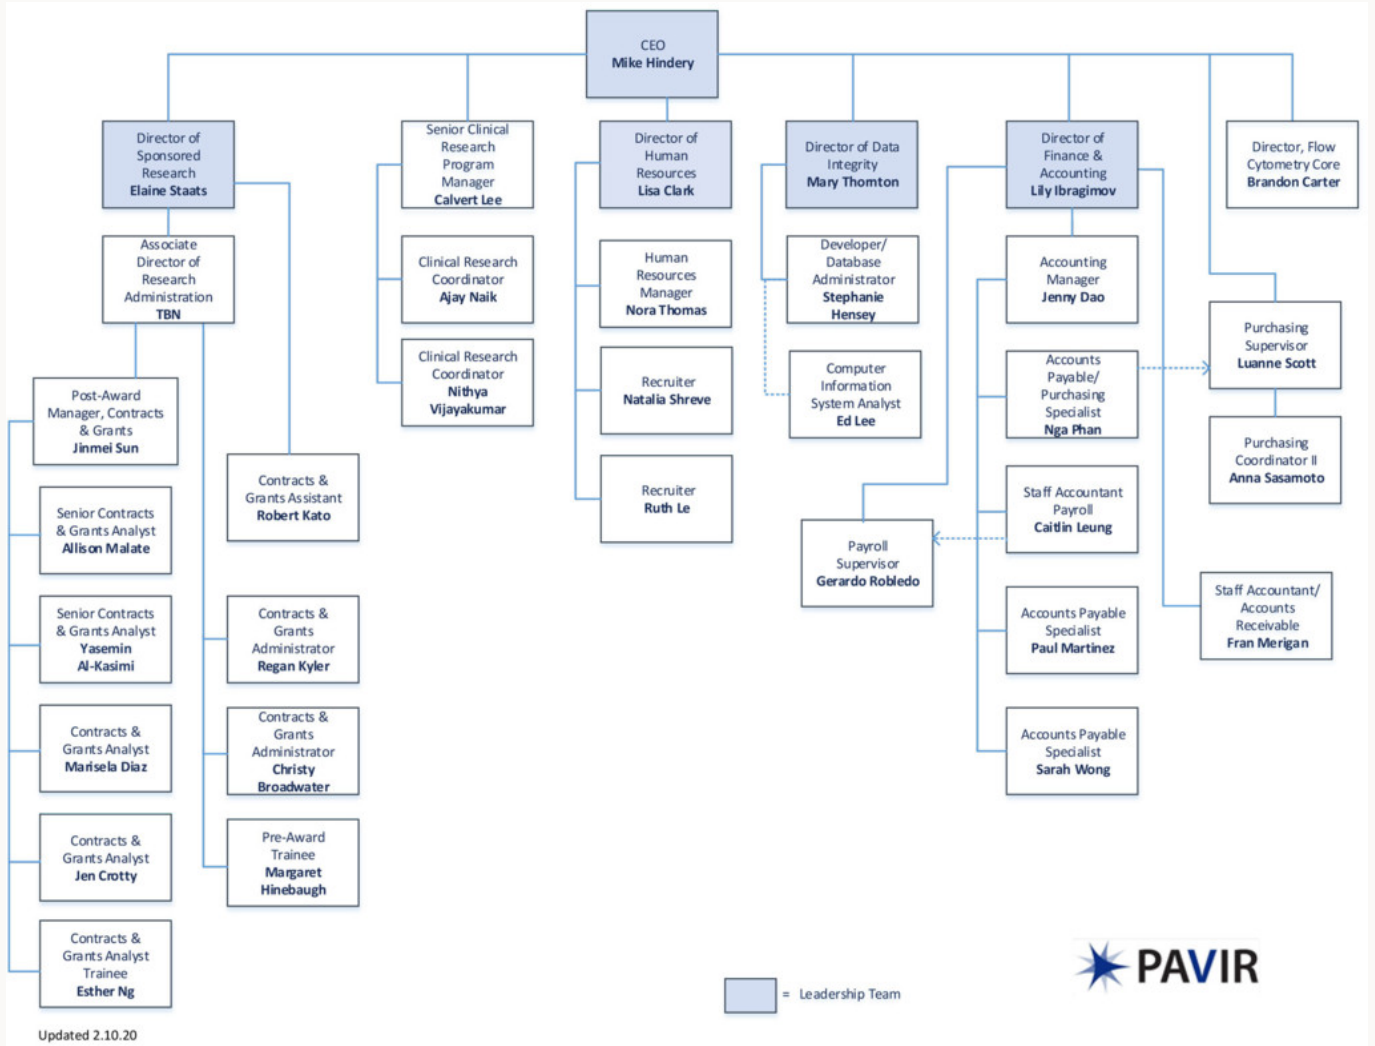 CEO
Mike Hindery
Director of
Sponsored
Research
Elaine Staats
Senior Clinical
Research
Program
Manager
Calvert Lee
Director of
Human
Resources
Lisa Clark
Director of Data
Integrity
Mary Thornton
Director of
Finance &
Accounting
Lily Ibragimov
Director, Flow
Cytometry Core
Brandon Carter
Associate
Director of
Research
Administration
TBN
Clinical Research
Coordinator
Ajay Naik
Human
Resources
Manager
Nora Thomas
Developer/
Database
Administrator
Stephanie
Hensey
Accounting
Manager
Jenny Dao
Purchasing
Supervisor
Luanne Scott
Post-Award
Manager, Contracts
& Grants
Jinmei Sun
Clinical Research
Coordinator
Nithya
Vijayakumar
Recruiter
Natalia Shreve
Computer
Information
System Analyst
Ed Lee
Accounts
Payable/
Purchasing
Specialist
Nga Phan
Purchasing
Coordinator II
Anna Sasamoto
Contracts &
Grants Assistant
Robert Kato
Senior Contracts
& Grants Analyst
Allison Malate
Recruiter
Ruth Le
Staff Accountant
Payroll
Caitlin Leung
Payroll
Supervisor
Gerardo Robledo
Senior Contracts
& Grants Analyst
Yasemin
Al-Kasimi
Contracts &
Grants
Administrator
Regan Kyler
Accounts Payable
Specialist
Paul Martinez
Staff Accountant/
Accounts
Receivable
Fran Merigan
Contracts &
Grants Analyst
Marisela Diaz
Contracts &
Grants
Administrator
Christy
Broadwater
Accounts Payable
Specialist
Sarah Wong
Contracts &
Grants Analyst
Jen Crotty
Pre-Award
Trainee
Margaret
Hinebaugh
Contracts &
Grants Analyst
Trainee
Esther Ng
= Leadership Team
PAVIR
Updated 2.10.20